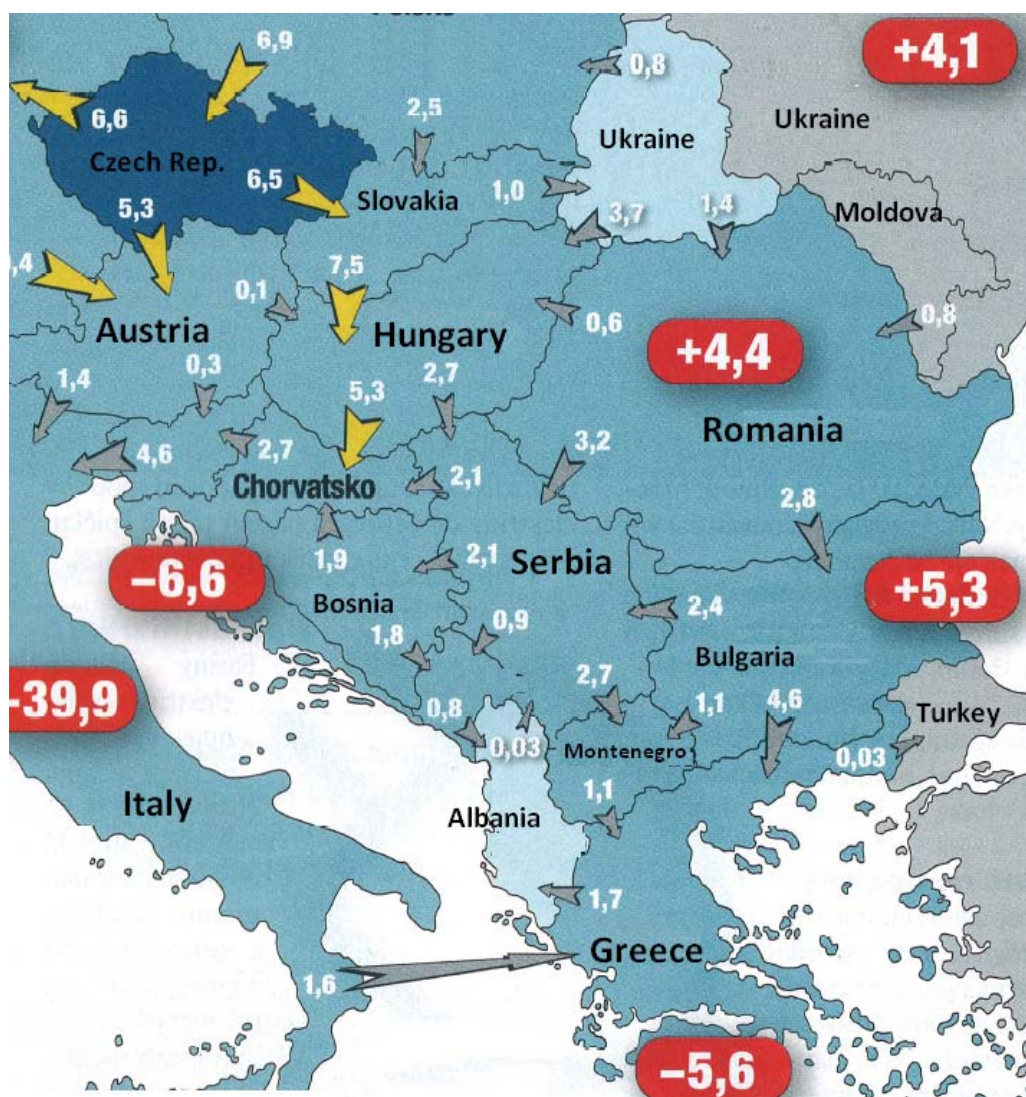 6,9
+4,1
0,8
2,5
6,6
Ukraine
Ukraine
Czech Rep.
6,5
1,0
Slovakia
5,3
3,7
1,4
Moldova
7,5
0,1
0,6
0,8
Austria
Hungary
+4,4
0,3
2,7
1,4
5,3
Romania
4,6
2,7
3,2
Chorvatsko
2,1
2,8
-6,6
1,9
2,1
Serbia
+5,3
Bosnia
2,4
1,8
0,9
Bulgaria
-39,9
2,7
1,1
4,6
0,8
Turkey
0,03
Montenegro
0,03
Italy
1,1
Albania
1,7
Greece
1,6
-5,6